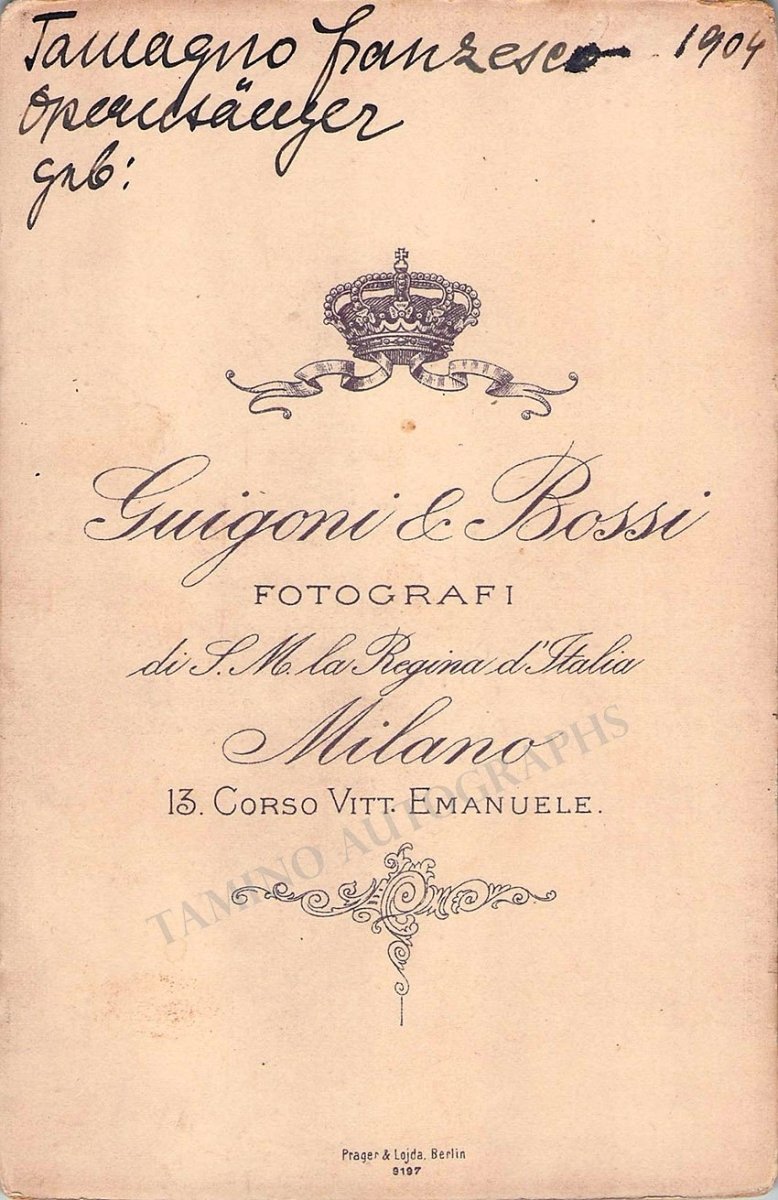 Tamagno franzesco 1904
Opernsänger
geb:
Guigoni & Bossi
FOTOGRAFI
di S. M. la Regina d'Italia
Milano
13. CORSO VITT. EMANUELE.
TAMINO AUTOGRAPHS
Prager & Lojda, Berlin
9197